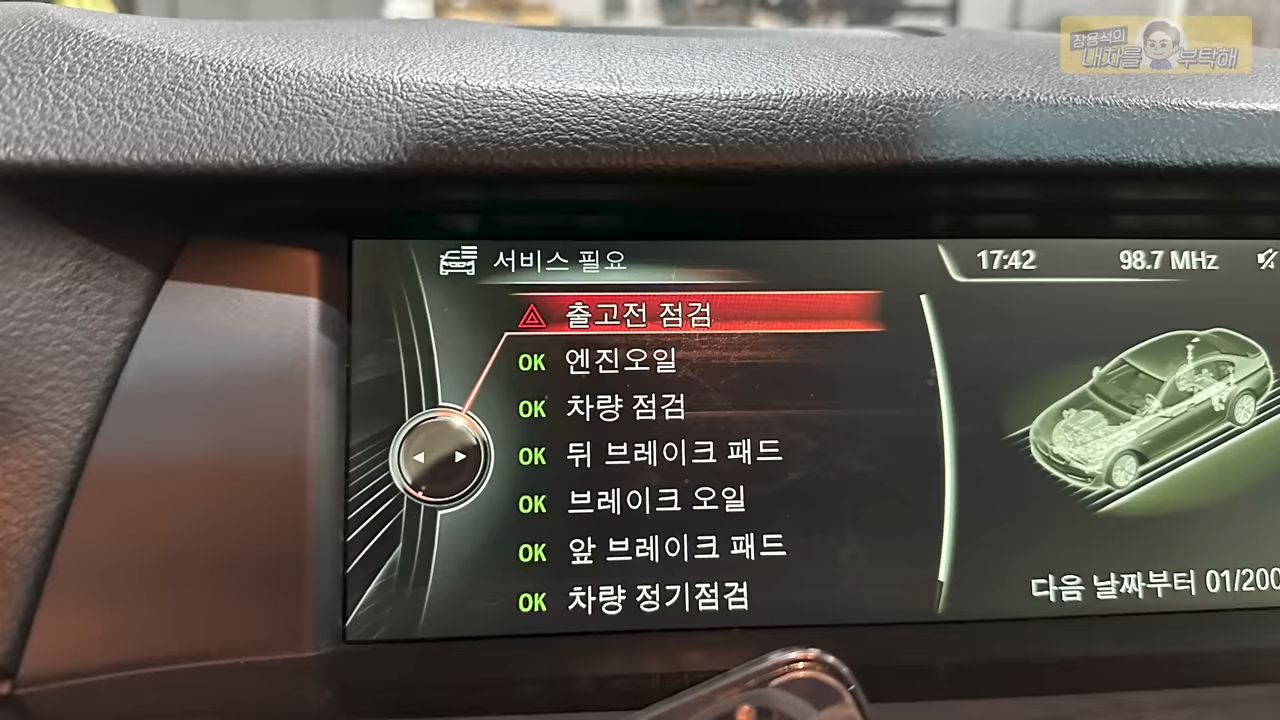 장용석의
내차를 부탁해
서비스 필요
17:42
98.7 MHz
출고전 점검
OK 엔진오일
OK 차량 점검
OK 뒤 브레이크 패드
OK 브레이크 오일
OK 앞 브레이크 패드
OK 차량 정기점검
다음 날짜부터 01/200